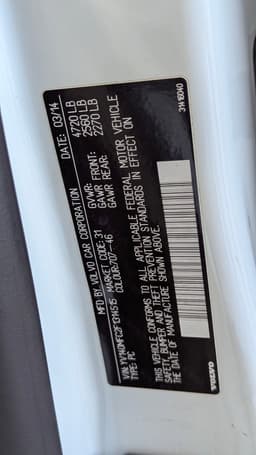 MFD BY VOLVO CAR CORPORATION DATE: 03/14
GVWR: 4720 LB
GAWR FRONT: 2560 LB
GAWR REAR: 2270 LB
MARKET CODE: 31
COLOUR: 707-46
TYPE: PC
THIS VEHICLE CONFORMS TO ALL APPLICABLE FEDERAL MOTOR VEHICLE
SAFETY, BUMPER AND THEFT PREVENTION STANDARDS IN EFFECT ON
THE DATE OF MANUFACTURE SHOWN ABOVE.
31416040
VOLVO